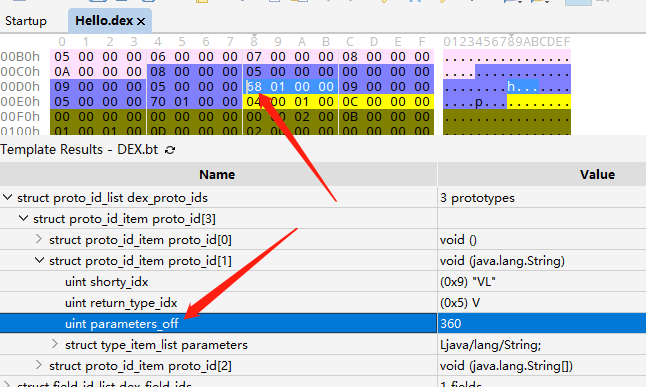 Startup Hello.dex
0 1 2 3 4 5 6 7 8 9 A B C D E F 0123456789ABCDEF
00B0h 05 00 00 00 06 00 00 00 07 00 00 00 08 00 00 00 ................
00C0h 0A 00 00 00 08 00 00 00 05 00 00 00 00 00 00 00 ................
00D0h 09 00 00 00 05 00 00 00 68 01 00 00 09 00 00 00 ........h.......
00E0h 05 00 00 00 70 01 00 00 04 00 01 00 0C 00 00 00 ....p...........
00F0h 00 00 00 00 00 00 00 00 00 00 02 00 0B 00 00 00 ................
0100h 01 00 01 00 0D 00 00 00 02 00 00 00 00 00 00 00
Template Results - DEX.bt
Name Value
struct proto_id_list dex_proto_ids 3 prototypes
struct proto_id_item proto_id[3]
struct proto_id_item proto_id[0] void ()
struct proto_id_item proto_id[1] void (java.lang.String)
uint shorty_idx (0x9) "VL"
uint return_type_idx (0x5) V
uint parameters_off 360
struct type_item_list parameters Ljava/lang/String;
struct proto_id_item proto_id[2] void (java.lang.String[])
struct field_id_list dex_field_ids 1 fields